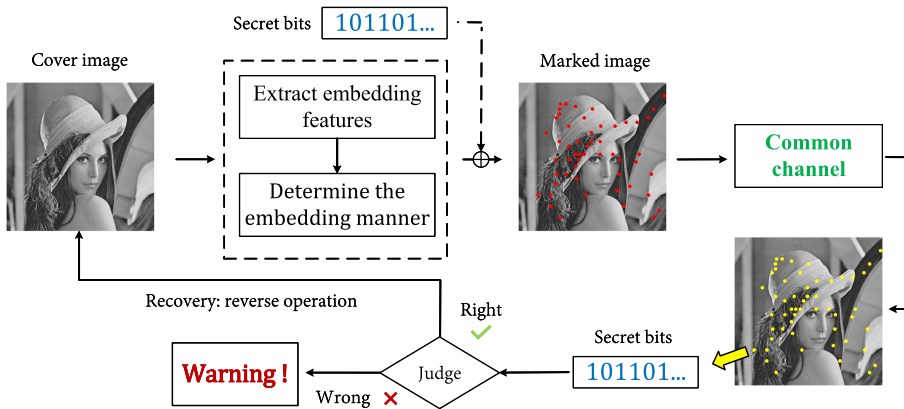 Secret bits
101101...
Cover image
Marked image
Extract embedding
features
Determine the
embedding manner
Common
channel
Recovery: reverse operation
Right
Secret bits
101101...
Judge
Warning !
Wrong